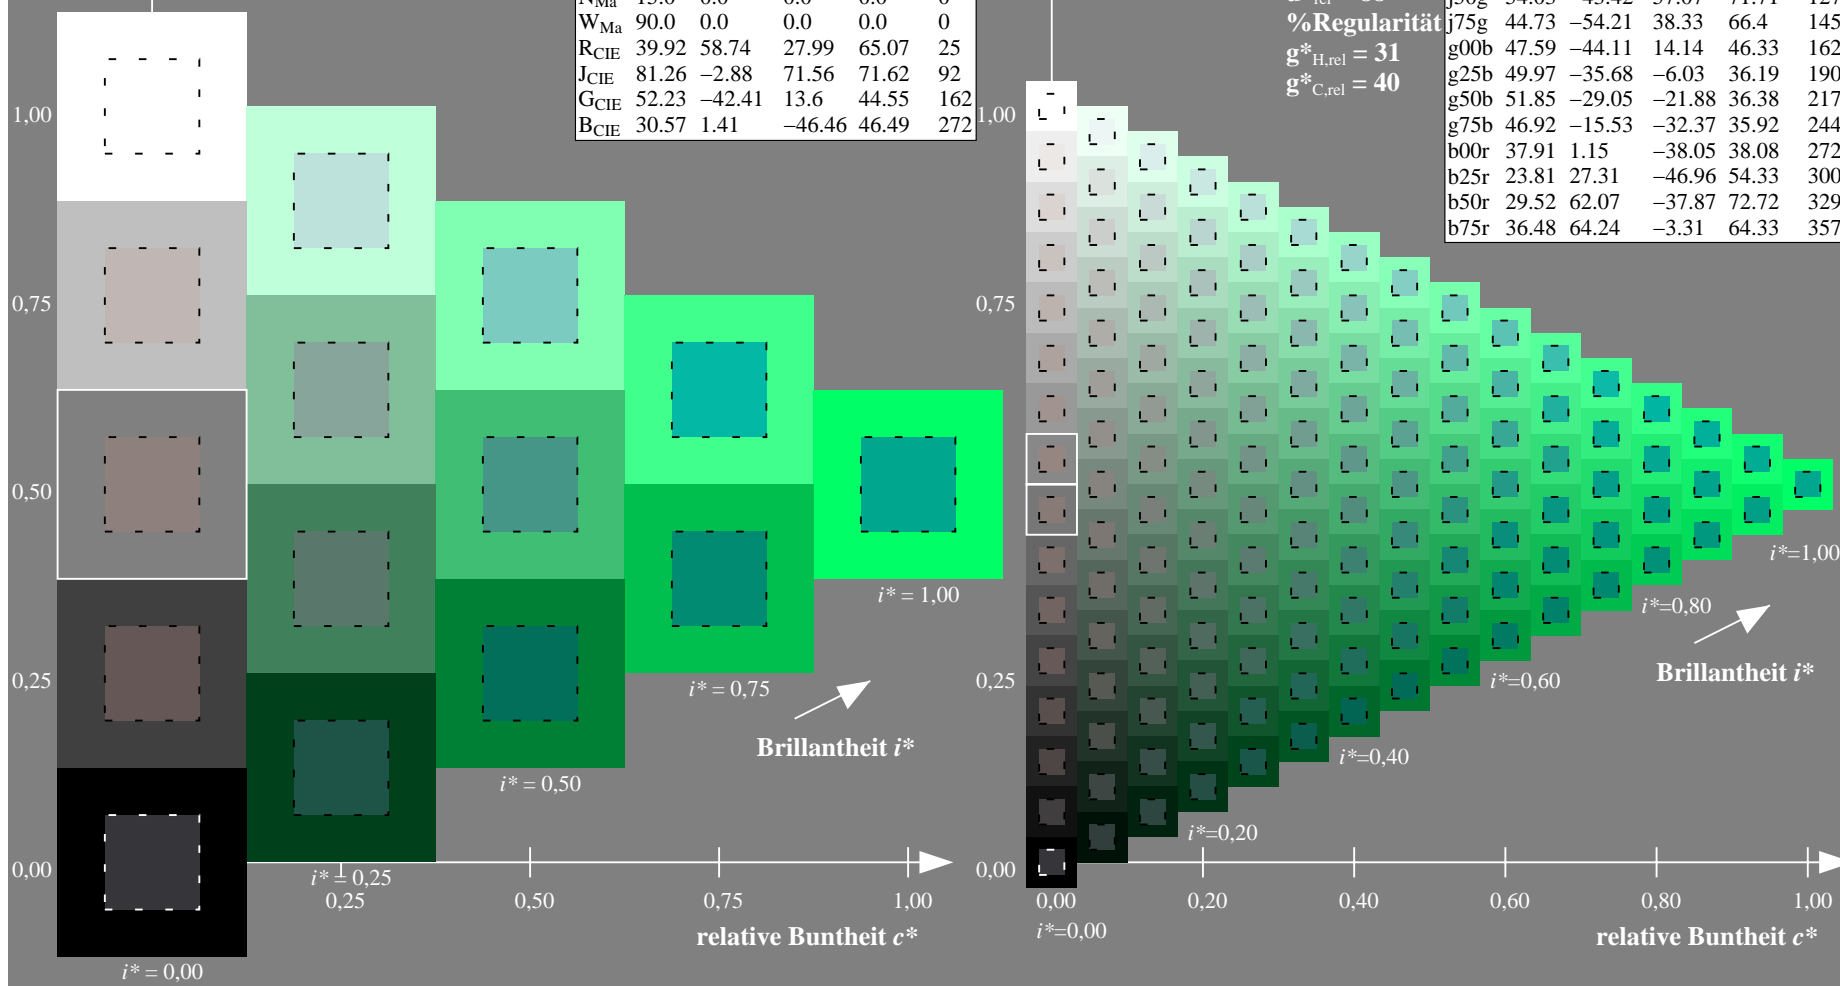 W_Ma 90.0 0.0 0.0 0.0 0
R_CIE 39.92 58.74 27.99 65.07 25
J_CIE 81.26 −2.88 71.56 71.62 92
G_CIE 52.23 −42.41 13.6 44.55 162
B_CIE 30.57 1.41 −46.46 46.49 272
%Regularität
g*_H,rel = 31
g*_C,rel = 40
j75g 44.73 −54.21 38.33 66.4 145
g00b 47.59 −44.11 14.14 46.33 162
g25b 49.97 −35.68 −6.03 36.19 190
g50b 51.85 −29.05 −21.88 36.38 217
g75b 46.92 −15.53 −32.37 35.92 244
b00r 37.91 1.15 −38.05 38.08 272
b25r 23.81 27.31 −46.96 54.33 300
b50r 29.52 62.07 −37.87 72.72 329
b75r 36.48 64.24 −3.31 64.33 357
1,00
0,75
0,50
0,25
0,00
i* = 1,00
i* = 0,75
Brillantheit i*
i* = 0,50
i* = 0,25
0,25 0,50 0,75 1,00
relative Buntheit c*
i* = 0,00
1,00
0,75
0,25
0,00
i*=1,00
i*=0,80
Brillantheit i*
i*=0,60
i*=0,40
i*=0,20
0,00 0,20 0,40 0,60 0,80 1,00
i*=0,00
relative Buntheit c*